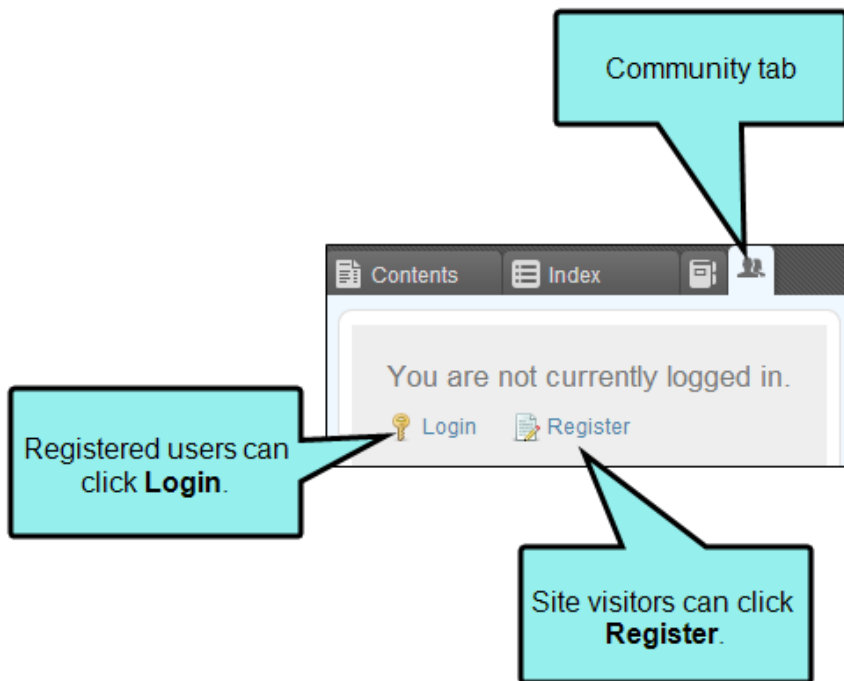 Community tab
Contents
Index
You are not currently logged in.
Login
Register
Registered users can
click Login.
Site visitors can click
Register.